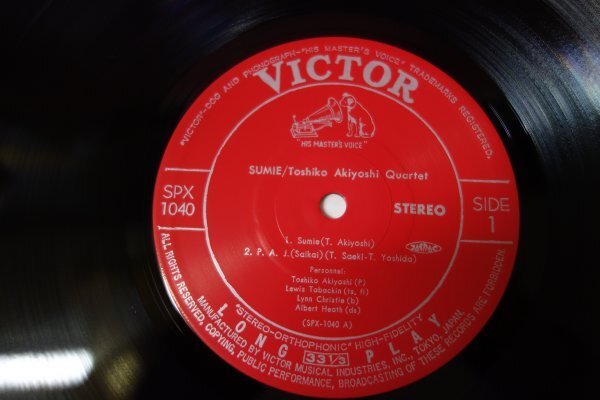 "VICTOR"-DOG AND PHONOGRAPH-"HIS MASTER'S VOICE" TRADEMARKS REGISTERED.
VICTOR
"HIS MASTER'S VOICE"
SUMIE/Toshiko Akiyoshi Quartet
SPX
1040
STEREO
SIDE
1
1. Sumie(T. Akiyoshi)
2. P. A. J.(Saikai)(T. Saeki-T. Yoshida)
Personnel:
Toshiko Akiyoshi(P)
Lewis Tabackin(ts, fl)
Lynn Christie(b)
Albert Heath(ds)
(SPX-1040 A)
"STEREO-ORTHOPHONIC" HIGH-FIDELITY
LONG 33 1/3 PLAY
MANUFACTURED BY VICTOR MUSICAL INDUSTRIES, INC., TOKYO, JAPAN.
ALL RIGHTS RESERVED, COPYING, PUBLIC PERFORMANCE, BROADCASTING OF THESE RECORDS ARE FORBIDDEN.